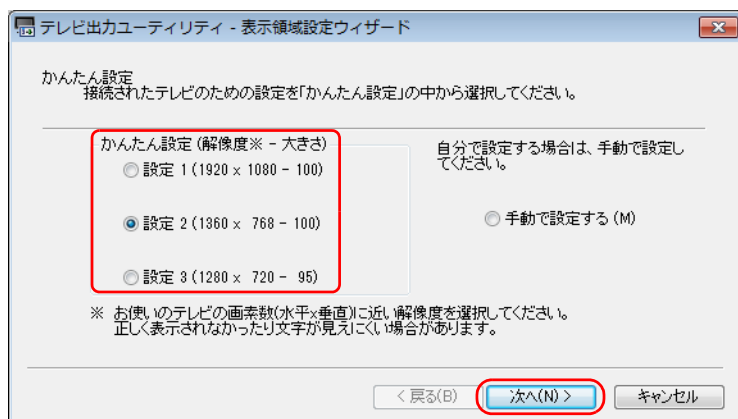 テレビ出力ユーティリティ - 表示領域設定ウィザード
かんたん設定
接続されたテレビのための設定を「かんたん設定」の中から選択してください。
かんたん設定 (解像度※ - 大きさ)
設定 1 (1920 x 1080 - 100)
設定 2 (1360 x 768 - 100)
設定 3 (1280 x 720 - 95)
自分で設定する場合は、手動で設定し
てください。
手動で設定する (M)
※ お使いのテレビの画素数(水平x垂直)に近い解像度を選択してください。
正しく表示されなかったり文字が見えにくい場合があります。
< 戻る(B)
次へ(N) >
キャンセル